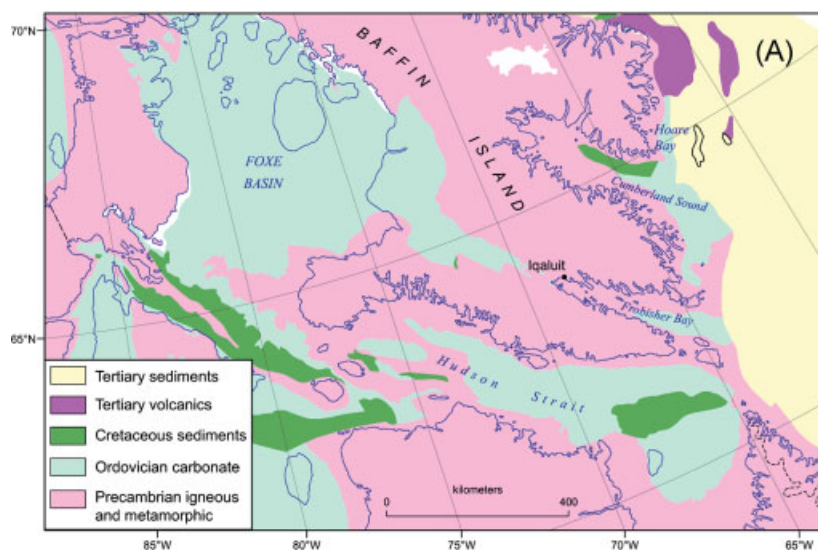 70°N
BAFFIN
ISLAND
(A)
Hoare
Bay
FOXE
BASIN
Cumberland Sound
Iqaluit
Frobisher Bay
65°N
Hudson
Strait
Tertiary sediments
Tertiary volcanics
Cretaceous sediments
Ordovician carbonate
Precambrian igneous
and metamorphic
kilometers
0 400
85°W 80°W 75°W 70°W 65°W